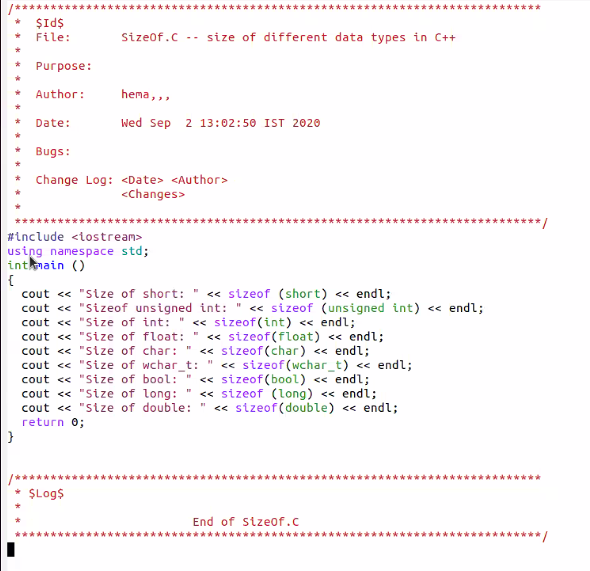 /**************************************************************************
 *  $Id$
 *  File:       SizeOf.C -- size of different data types in C++
 *
 *  Purpose:
 *
 *  Author:     hema,,,
 *
 *  Date:       Wed Sep  2 13:02:50 IST 2020
 *
 *  Bugs:
 *
 *  Change Log: <Date> <Author>
 *              <Changes>
 *
 **************************************************************************/
#include <iostream>
using namespace std;
int main ()
{
  cout << "Size of short: " << sizeof (short) << endl;
  cout << "Sizeof unsigned int: " << sizeof (unsigned int) << endl;
  cout << "Size of int: " << sizeof(int) << endl;
  cout << "Size of float: " << sizeof(float) << endl;
  cout << "Size of char: " << sizeof(char) << endl;
  cout << "Size of wchar_t: " << sizeof(wchar_t) << endl;
  cout << "Size of bool: " << sizeof(bool) << endl;
  cout << "Size of long: " << sizeof (long) << endl;
  cout << "Size of double: " << sizeof(double) << endl;
  return 0;
}
/**************************************************************************
 * $Log$
 *
 *                        End of SizeOf.C
 **************************************************************************/